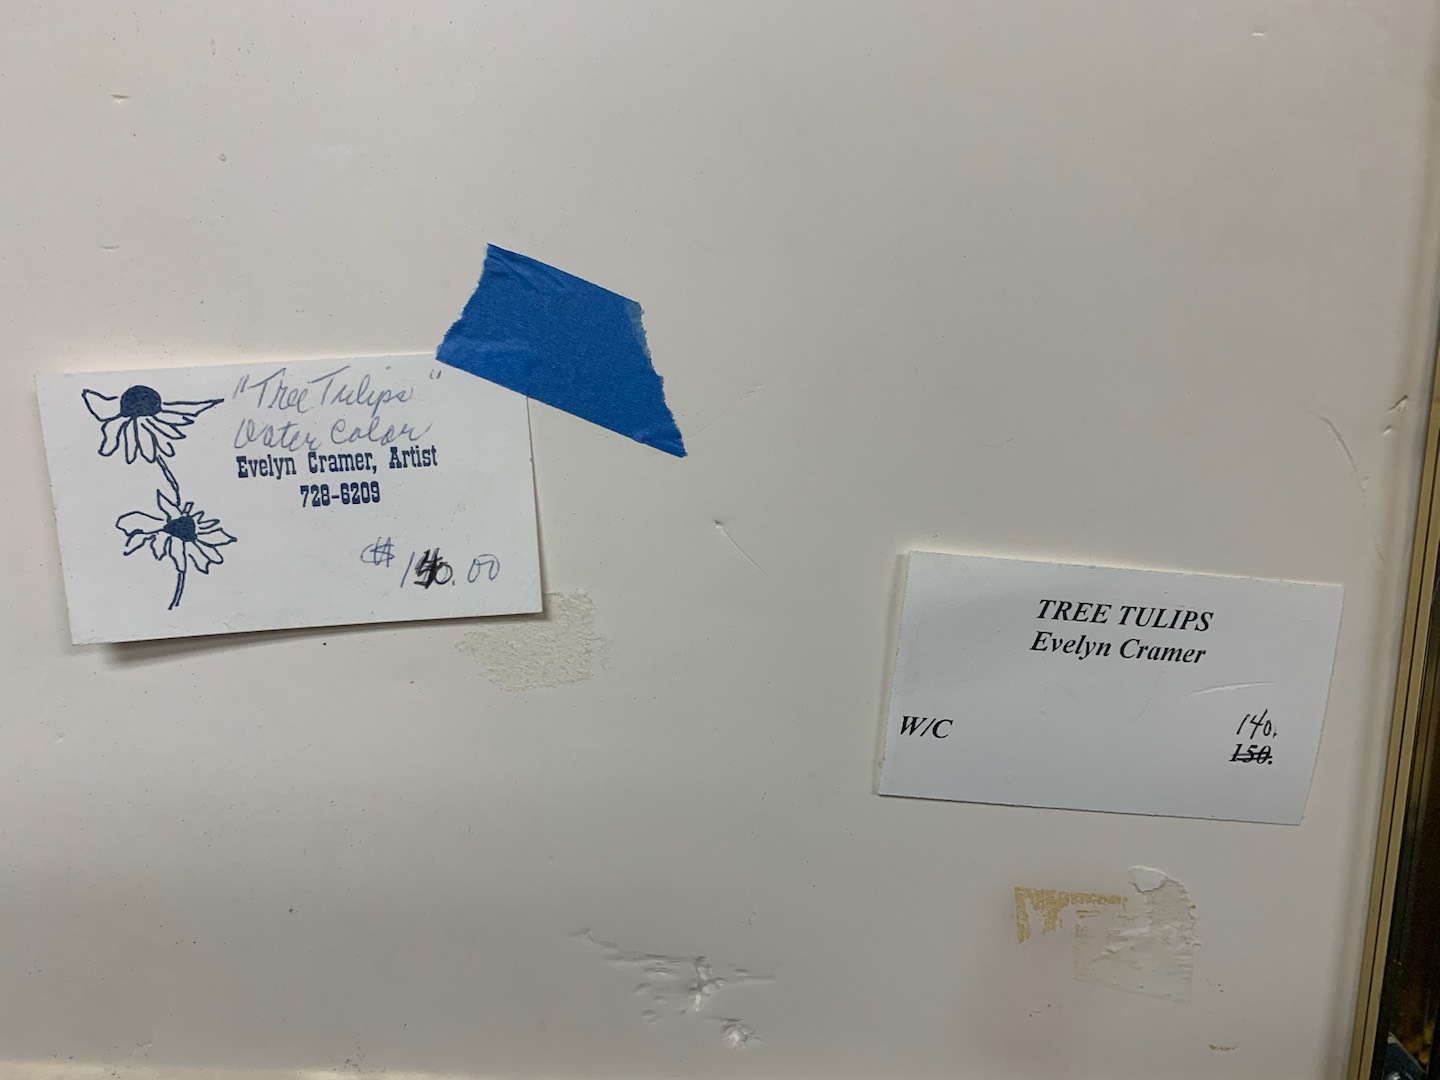 "Tree Tulips"
Water Color
Evelyn Cramer, Artist
728-6209
$ 140.00
TREE TULIPS
Evelyn Cramer
W/C
140.
150.